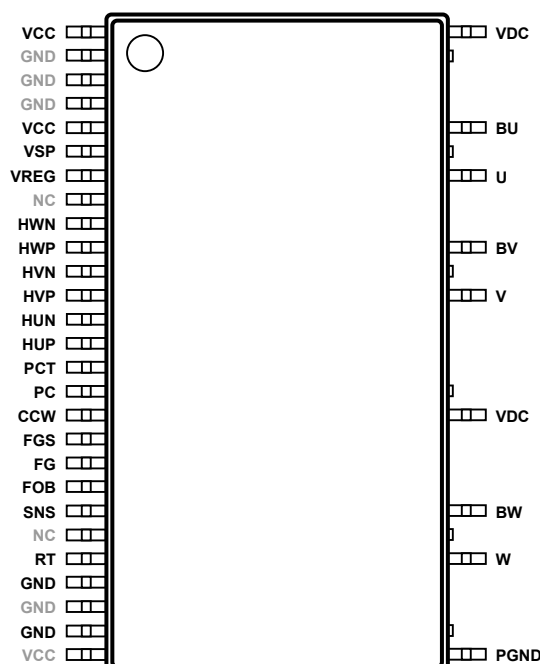 VCC
GND
GND
GND
VCC
VSP
VREG
NC
HWN
HWP
HVN
HVP
HUN
HUP
PCT
PC
CCW
FGS
FG
FOB
SNS
NC
RT
GND
GND
GND
VCC
VDC
BU
U
BV
V
VDC
BW
W
PGND